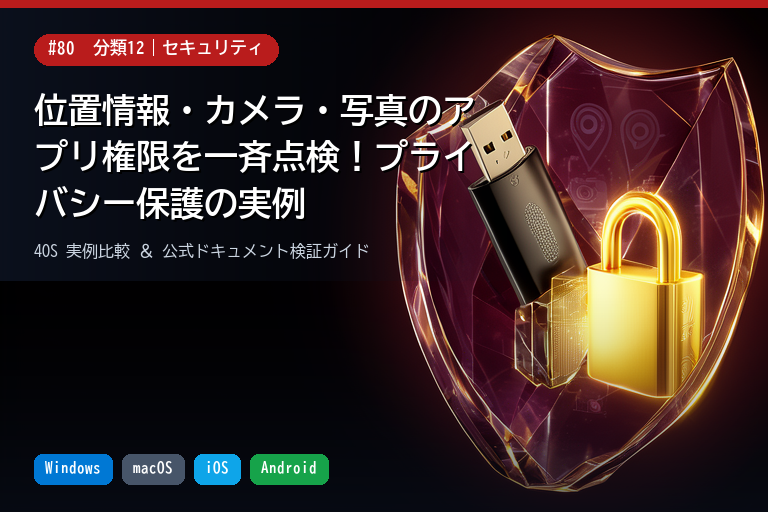 #80 分類12｜セキュリティ
位置情報・カメラ・写真のア
プリ権限を一斉点検！プライ
バシー保護の実例
4OS 実例比較 ＆ 公式ドキュメント検証ガイド
Windows macOS iOS Android